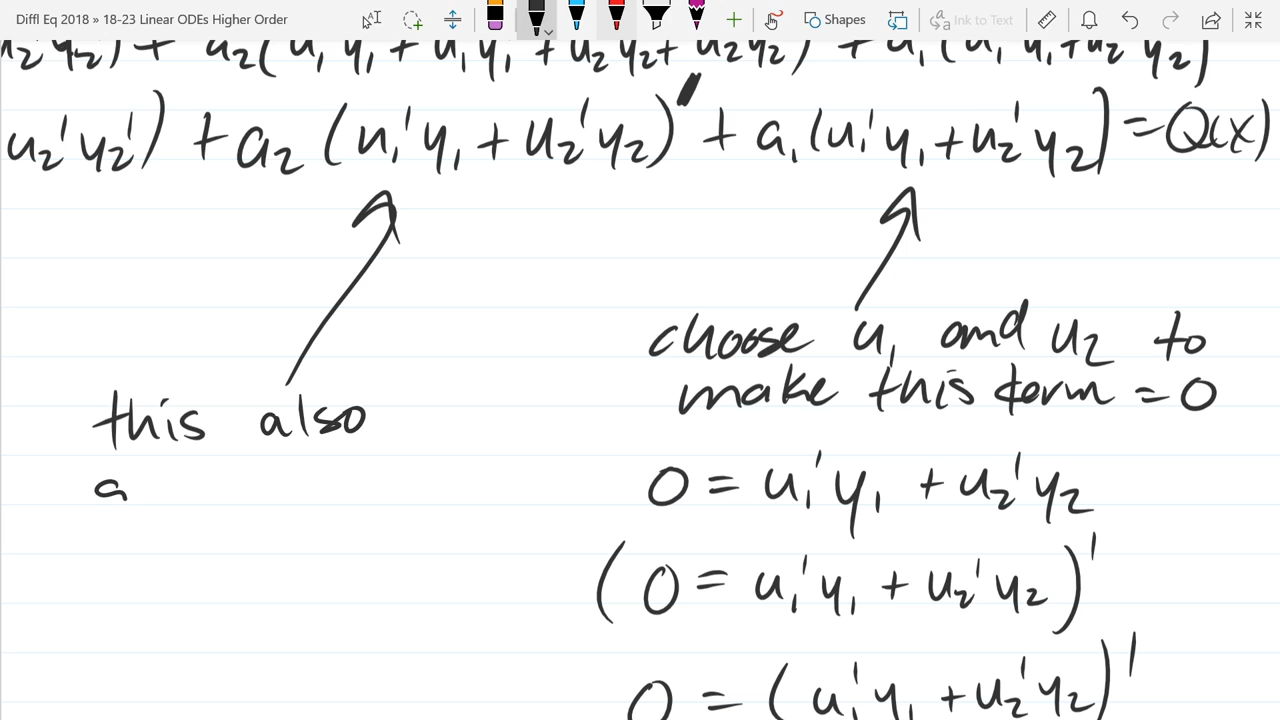 Diffl Eq 2018 » 18-23 Linear ODEs Higher Order
Shapes
Ink to Text
u₂'y₂') + a₂ (u₁'y₁ + u₂'y₂)' + a₁(u₁'y₁ + u₂'y₂] = Q(x)
choose u₁ and u₂ to
make this term = 0
this also
a
0 = u₁'y₁ + u₂'y₂
(0 = u₁'y₁ + u₂'y₂)'
0 = (u₁'y₁ + u₂'y₂)'